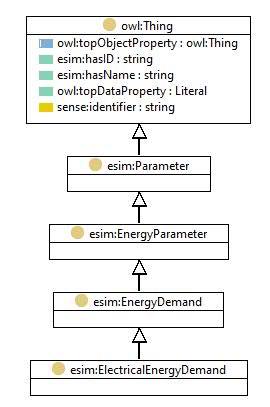 owl:Thing
owl:topObjectProperty : owl:Thing
esim:hasID : string
esim:hasName : string
owl:topDataProperty : Literal
sense:identifier : string
esim:Parameter
esim:EnergyParameter
esim:EnergyDemand
esim:ElectricalEnergyDemand